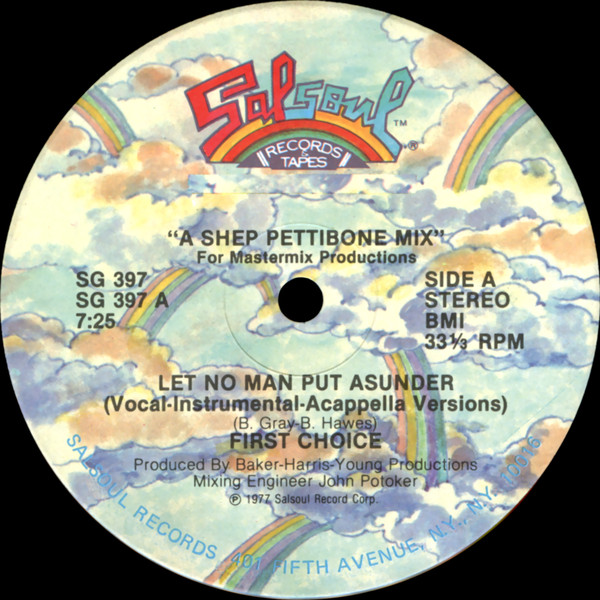 Salsoul™
RECORDS & TAPES®
"A SHEP PETTIBONE MIX"
For Mastermix Productions
SG 397
SG 397 A
7:25
SIDE A
STEREO
BMI
33⅓ RPM
LET NO MAN PUT ASUNDER
(Vocal-Instrumental-Acappella Versions)
(B. Gray-B. Hawes)
FIRST CHOICE
Produced By Baker-Harris-Young Productions
Mixing Engineer John Potoker
℗ 1977 Salsoul Record Corp.
SALSOUL RECORDS, 401 FIFTH AVENUE, N.Y., N.Y. 10016